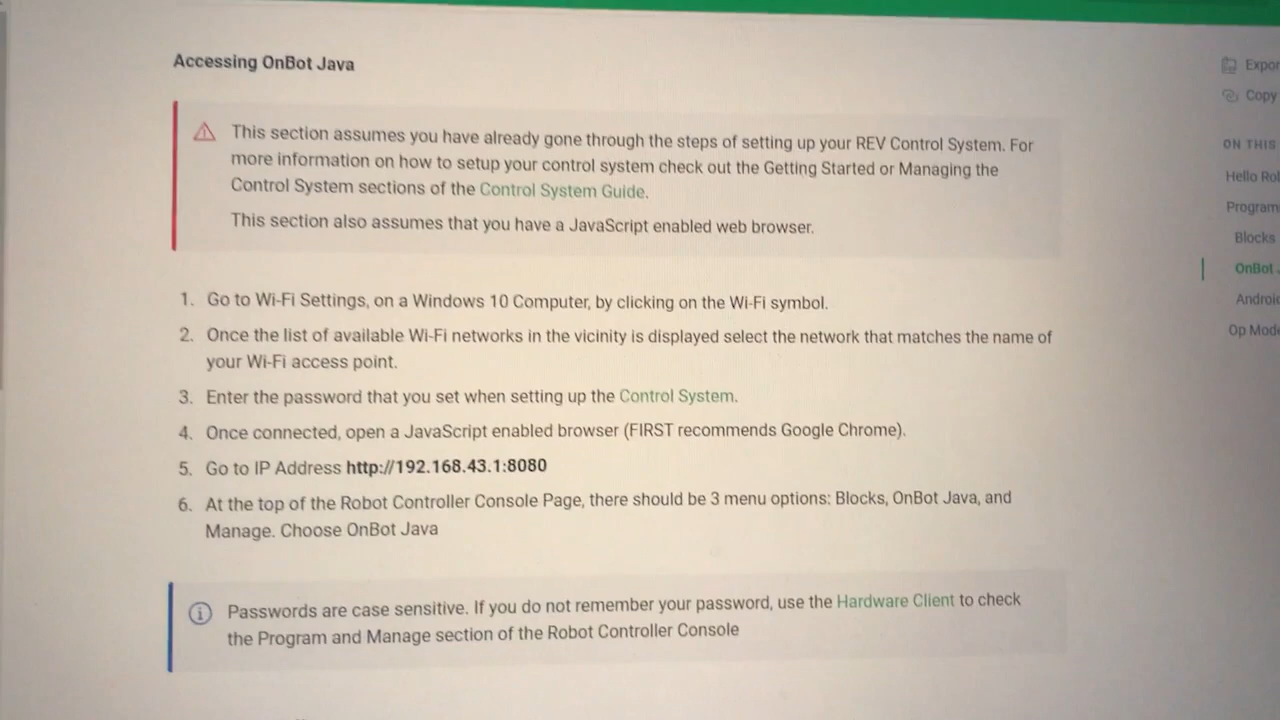 Accessing OnBot Java
This section assumes you have already gone through the steps of setting up your REV Control System. For
more information on how to setup your control system check out the Getting Started or Managing the
Control System sections of the Control System Guide.
This section also assumes that you have a JavaScript enabled web browser.
1. Go to Wi-Fi Settings, on a Windows 10 Computer, by clicking on the Wi-Fi symbol.
2. Once the list of available Wi-Fi networks in the vicinity is displayed select the network that matches the name of
your Wi-Fi access point.
3. Enter the password that you set when setting up the Control System.
4. Once connected, open a JavaScript enabled browser (FIRST recommends Google Chrome).
5. Go to IP Address http://192.168.43.1:8080
6. At the top of the Robot Controller Console Page, there should be 3 menu options: Blocks, OnBot Java, and
Manage. Choose OnBot Java
Passwords are case sensitive. If you do not remember your password, use the Hardware Client to check
the Program and Manage section of the Robot Controller Console
Copy
ON THIS
Hello
Blocks
OnBot